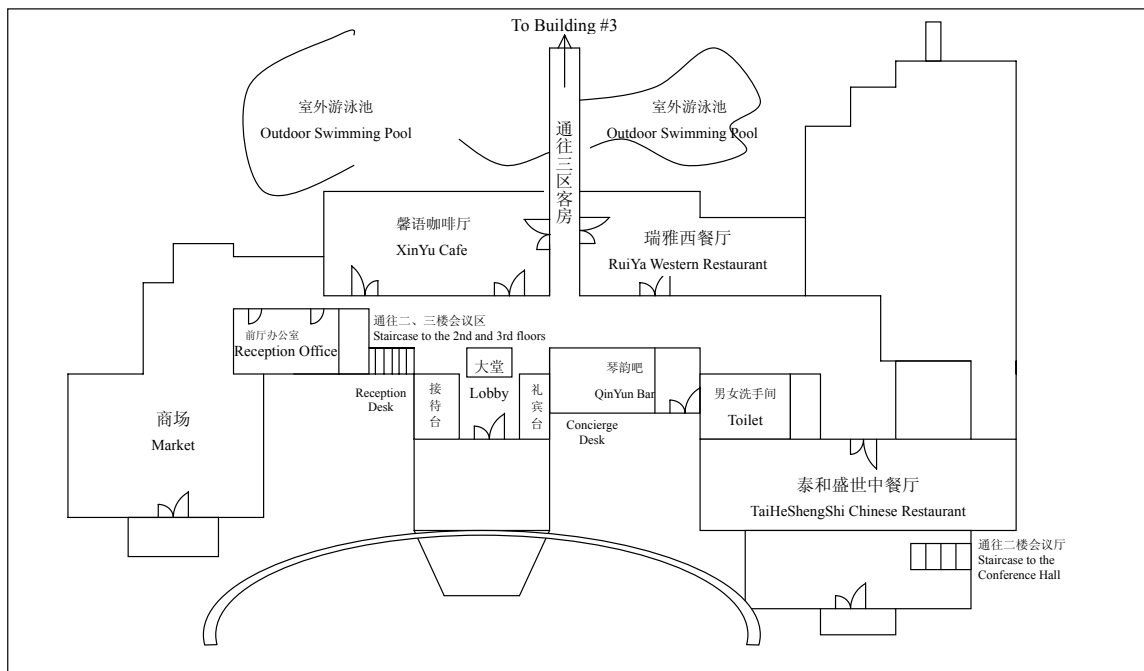 To Building #3
室外游泳池
Outdoor Swimming Pool
通往三区客房
室外游泳池
Outdoor Swimming Pool
馨语咖啡厅
XinYu Cafe
瑞雅西餐厅
RuiYa Western Restaurant
前厅办公室
Reception Office
通往二、三楼会议区
Staircase to the 2nd and 3rd floors
大堂
Lobby
Reception
Desk
接待台
礼宾台
琴韵吧
QinYun Bar
Concierge
Desk
男女洗手间
Toilet
商场
Market
泰和盛世中餐厅
TaiHeShengShi Chinese Restaurant
通往二楼会议厅
Staircase to the
Conference Hall